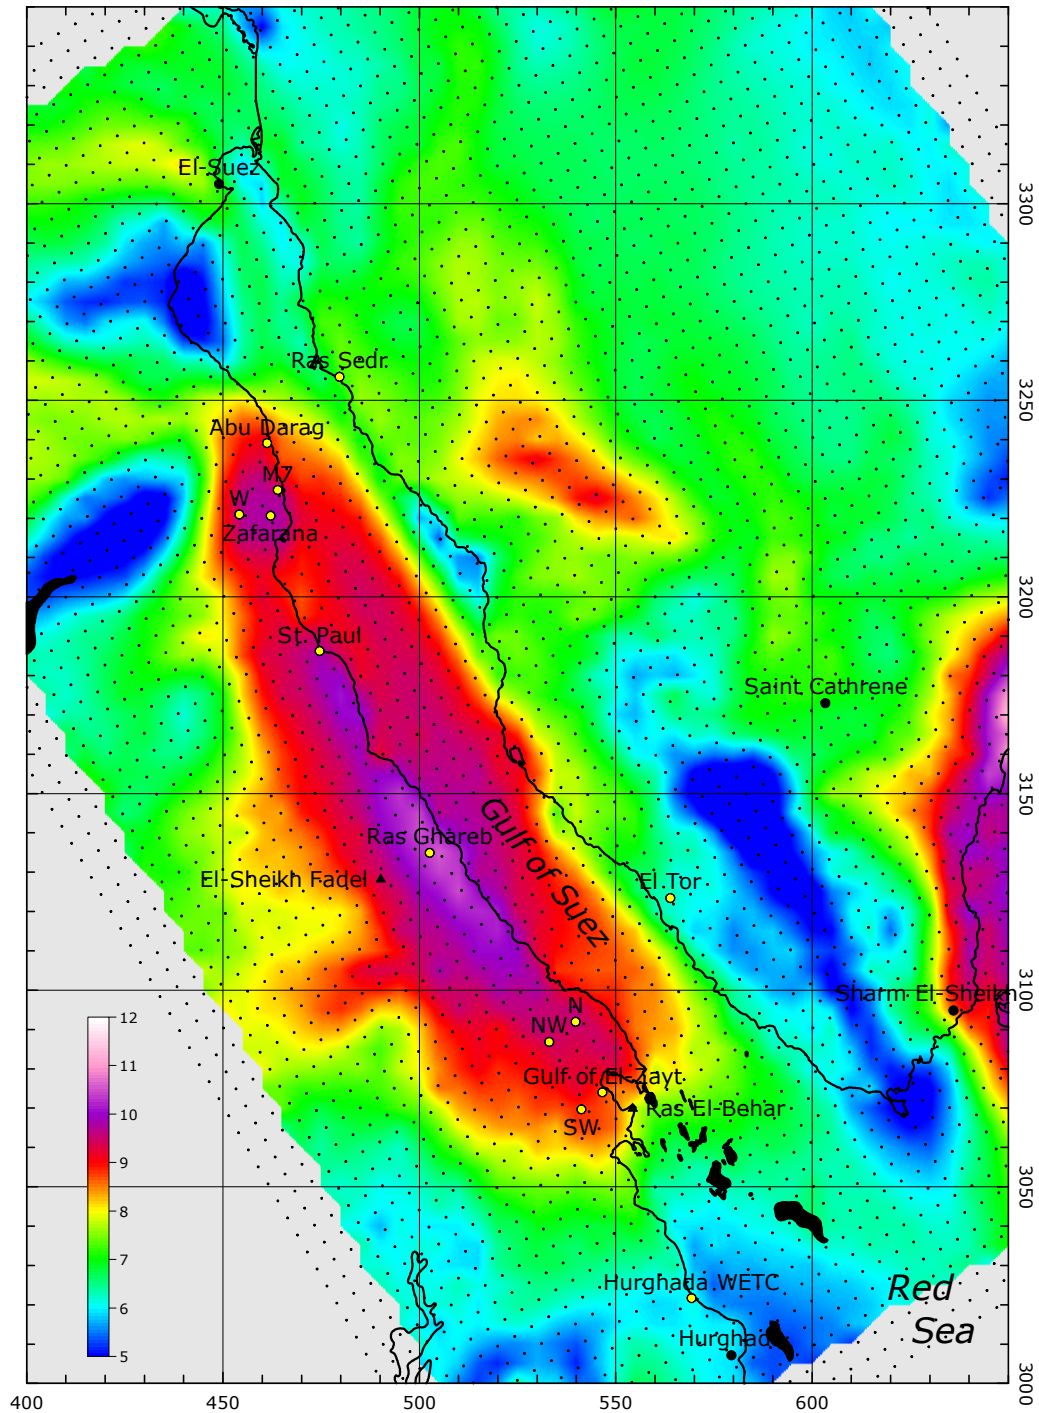 El-Suez
3300
Ras Sedr
3250
Abu Darag
M7
W
Zafarana
3200
St. Paul
Saint Cathrene
3150
Gulf of Suez
Ras Ghareb
El-Sheikh Fadel
El Tor
3100
Sharm El-Sheikh
N
NW
12
11
10
9
8
7
6
5
Gulf of El-Zayt
Ras El-Behar
SW
3050
Hurghada WETC
Red
Sea
Hurghada
3000
400
450
500
550
600